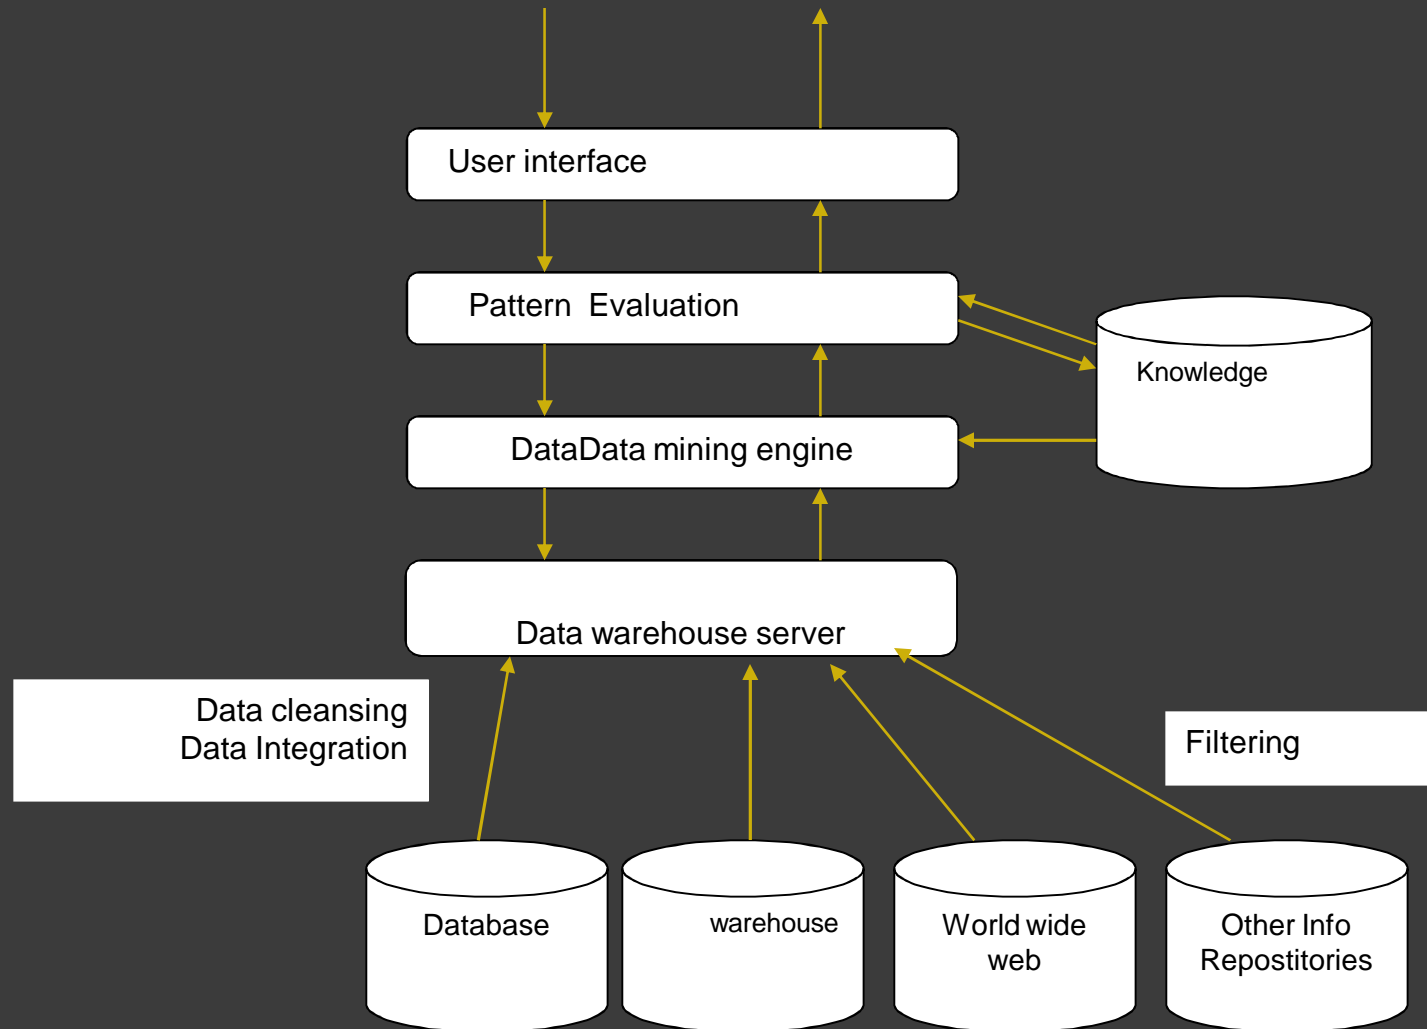 User interface
Pattern  Evaluation
Knowledge
DataData mining engine
Data warehouse server
Data cleansing
Data Integration
Filtering
Database
warehouse
World wide
web
Other Info
Repostitories